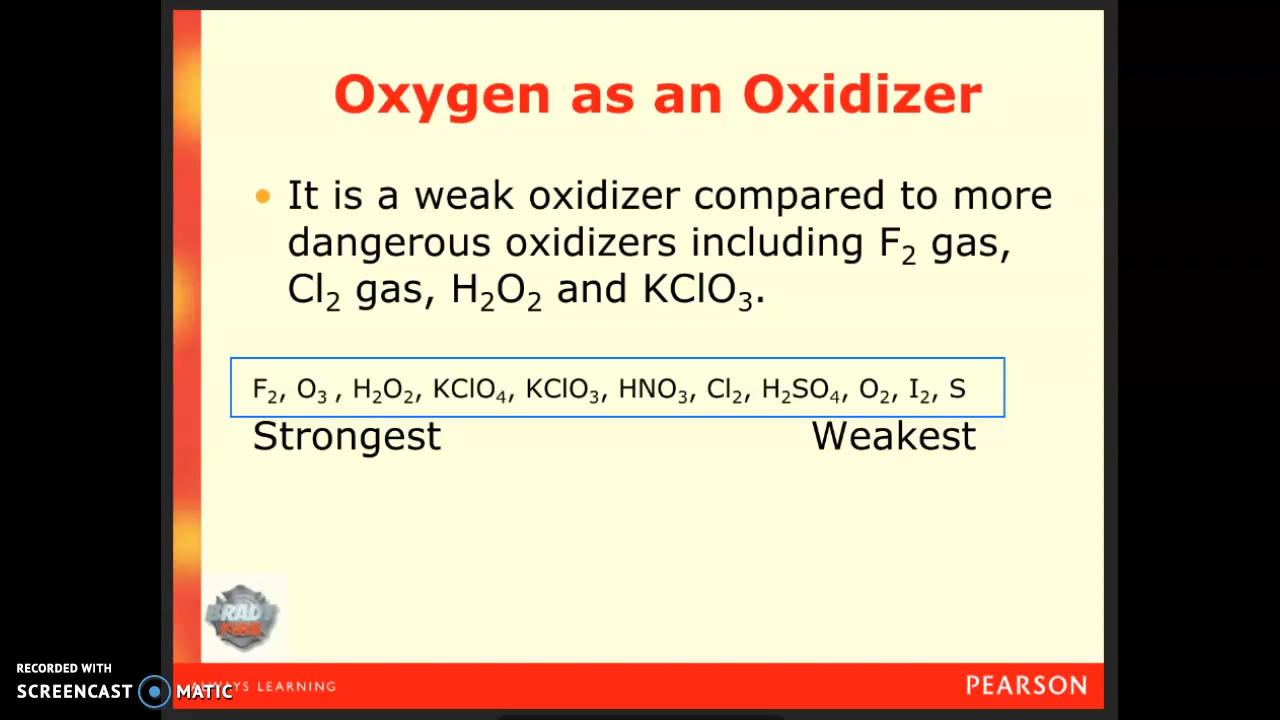 Oxygen as an Oxidizer
• It is a weak oxidizer compared to more
dangerous oxidizers including F₂ gas,
Cl₂ gas, H₂O₂ and KClO₃.
F₂, O₃ , H₂O₂, KClO₄, KClO₃, HNO₃, Cl₂, H₂SO₄, O₂, I₂, S
Strongest Weakest
BRADY
FIRE
RECORDED WITH
SCREENCAST MATIC
ALWAYS LEARNING
PEARSON